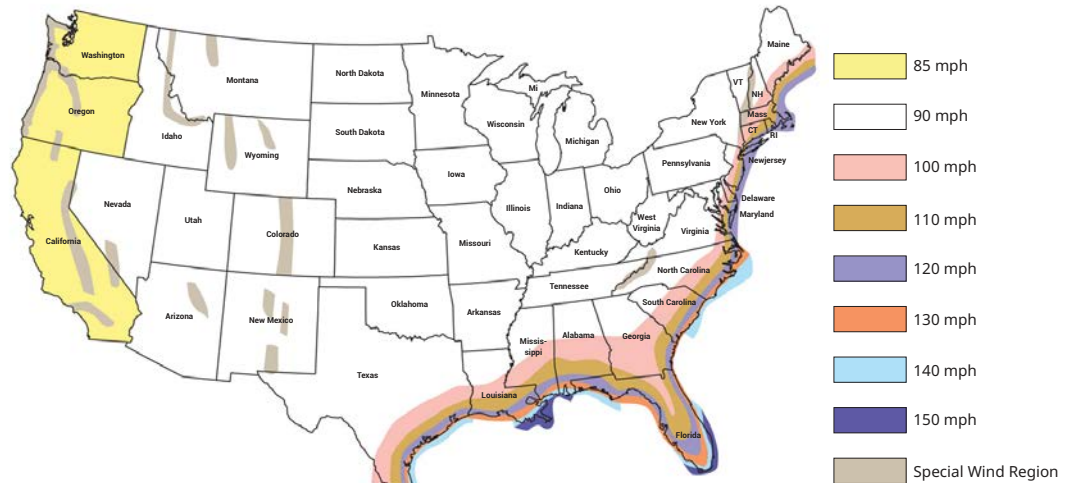 Washington
Oregon
California
Nevada
Idaho
Montana
Wyoming
Utah
Colorado
Arizona
New Mexico
North Dakota
South Dakota
Nebraska
Kansas
Oklahoma
Texas
Minnesota
Iowa
Missouri
Arkansas
Louisiana
Wisconsin
Illinois
Mi
Michigan
Indiana
Ohio
Kentucky
Tennessee
Missis-
sippi
Alabama
Georgia
Florida
South Carolina
North Carolina
Virginia
West
Virginia
Pennsylvania
New York
VT
NH
Maine
Mass
CT
RI
Newjersey
Delaware
Maryland
85 mph
90 mph
100 mph
110 mph
120 mph
130 mph
140 mph
150 mph
Special Wind Region